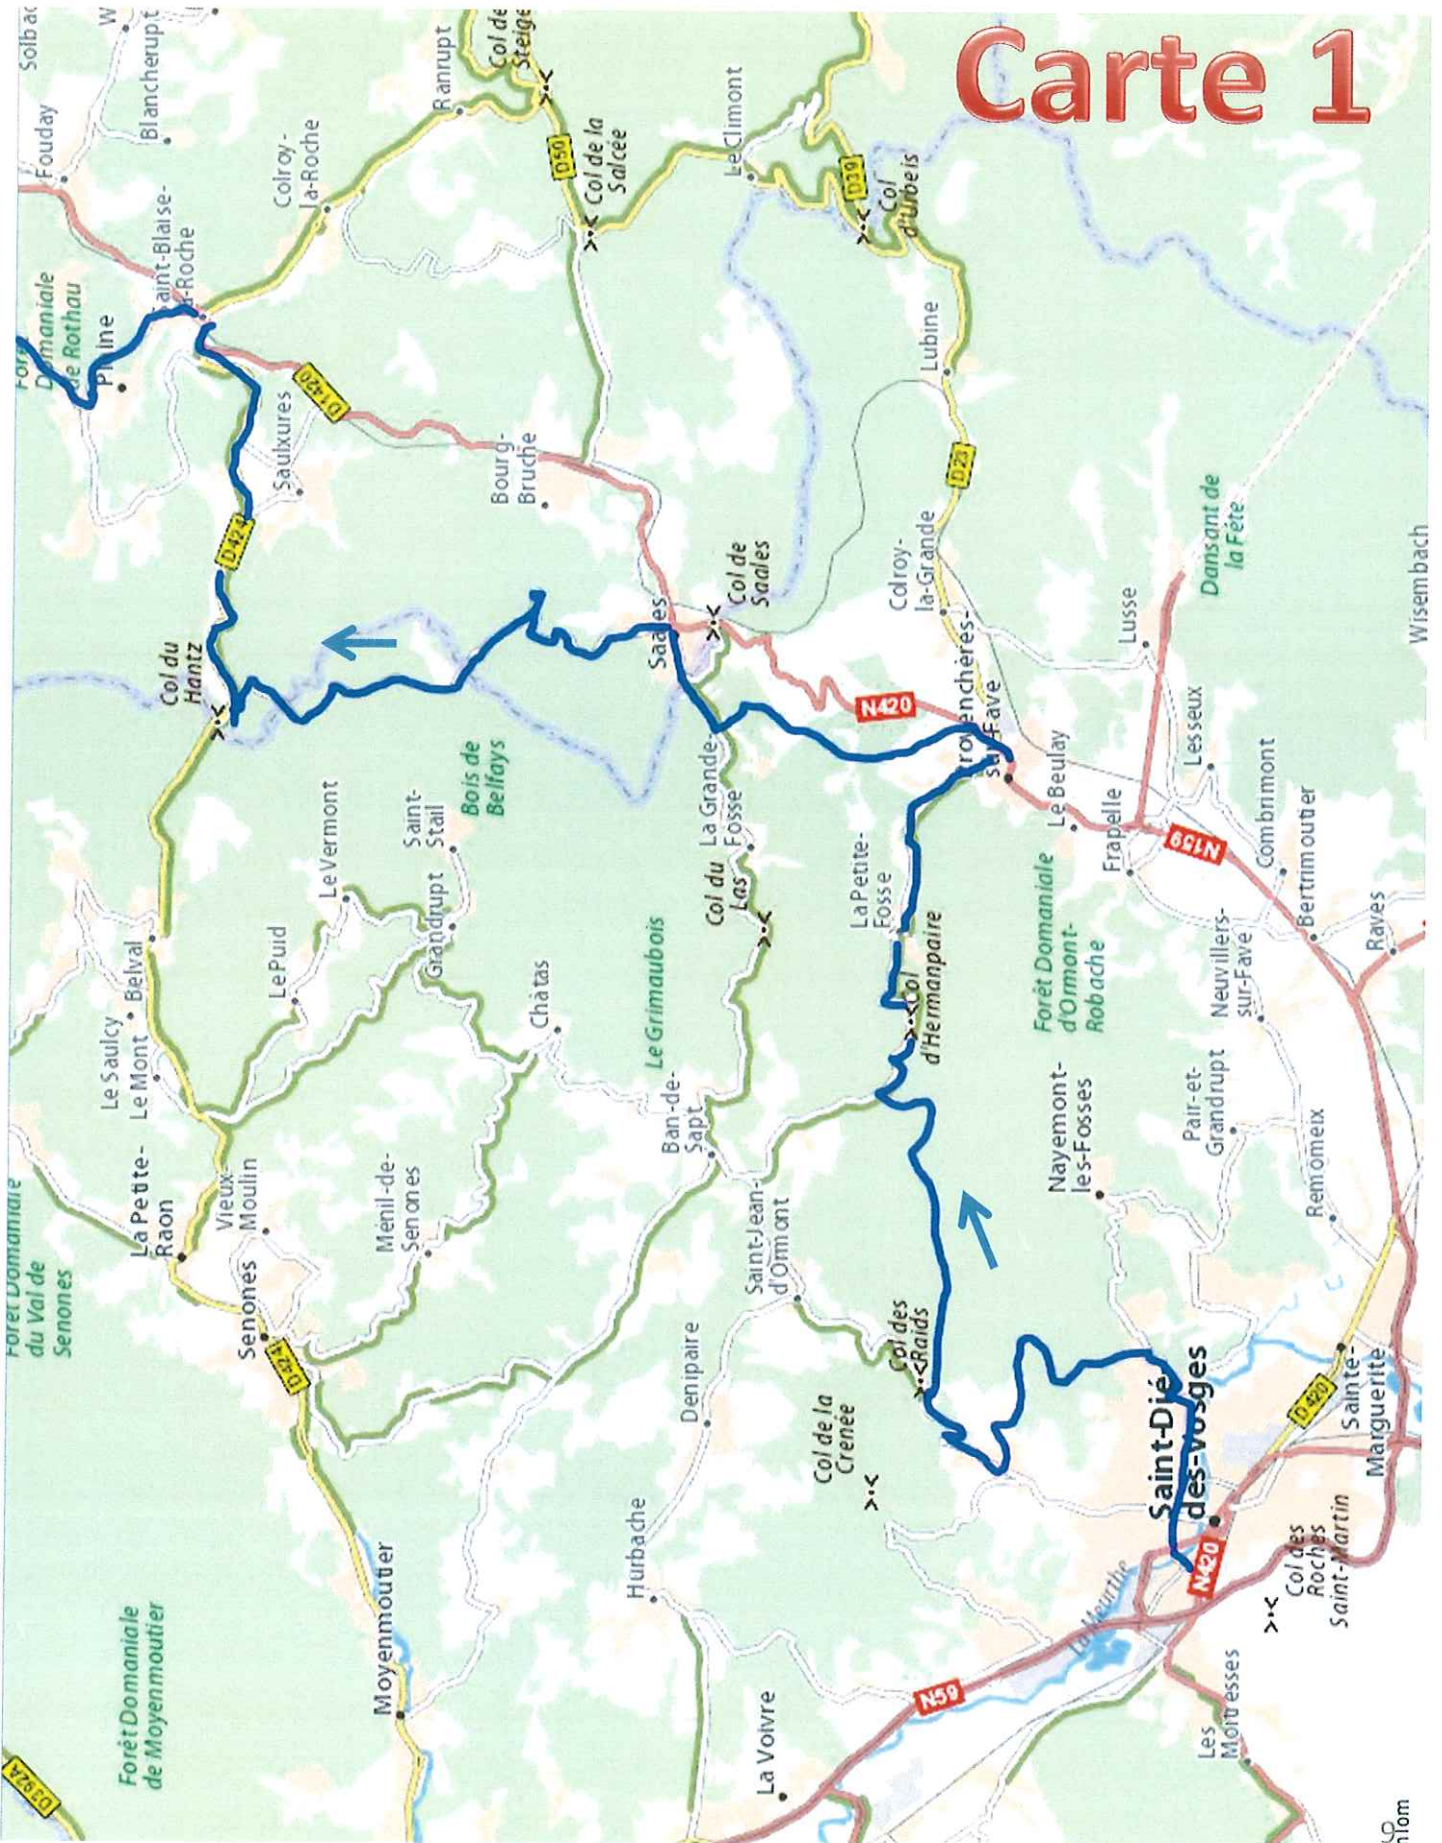 Carte 1
Fouday
Blancherupt
Ranrupt
Col de
Steige
Colroy-
la-Roche
D50
Col de la
Salcée
Le Climont
D39
Col
d'Urbeis
Saint-Blaise-
la-Roche
Domaniale
de Rothau
D1420
Saulxures
Bourg-
Bruche
Lubine
D23
D424
Col du
Hantz
Saales
Col de
Saales
Colroy-
la-Grande
Lusse
Dansant de
la Fête
Wisembach
N420
Provenchères-
sur-Fave
Lesseux
Le Beulay
Frapelle
N159
Combrimont
Bertrimoutier
Raves
Neuvillers-
sur-Fave
Bois de
Belfays
La Grande-
Fosse
Col du
Las
La Petite-
Fosse
Col
d'Hermanpaire
Forêt Domaniale
d'Ormont-
Robache
Le Vermont
Saint-
Stail
Grandrupt
Le Puid
Belval
Le Saulcy
Le Mont
Châtas
Le Grimaubois
Ban-de-
Sapt
Nayemont-
les-Fosses
Pair-et-
Grandrupt
Remomeix
La Petite-
Raon
Vieux-
Moulin
Ménil-de-
Senones
Saint-Jean-
d'Ormont
Forêt Domaniale
du Val de
Senones
Senones
D424
Denipaire
Col des
Raids
Col de la
Crenée
Saint-Dié
des-Vosges
D420
Sainte-
Marguerite
Hurbache
N420
Col des
Roches
Saint-Martin
Moyenmoutier
Forêt Domaniale
de Moyenmoutier
La Meurthe
N59
La Voivre
Les
Moitresses
D392A